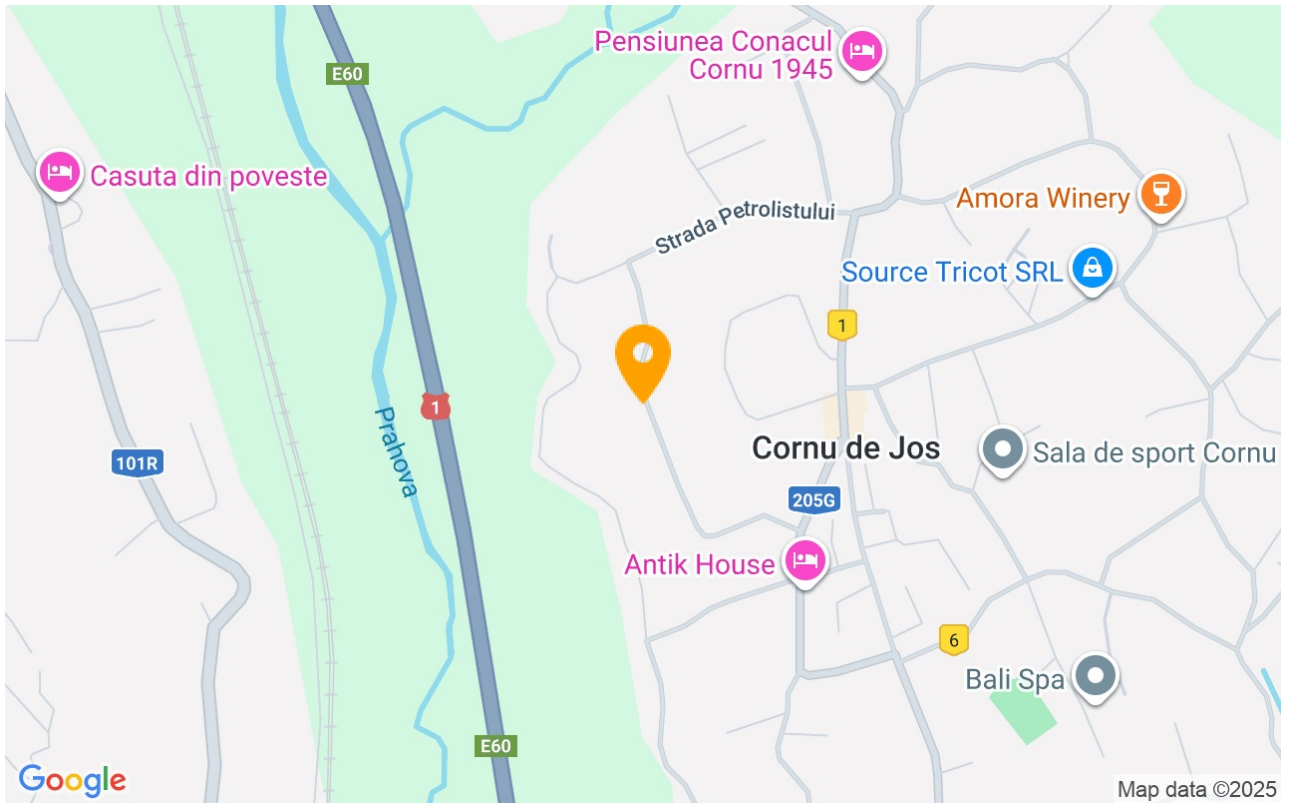 Pensiunea Conacul
Cornu 1945
E60
Casuta din poveste
Amora Winery
Strada Petrolistului
Source Tricot SRL
1
1
Prahova
Cornu de Jos
Sala de sport Cornu
101R
205G
Antik House
6
Bali Spa
E60
Google
Map data ©2025